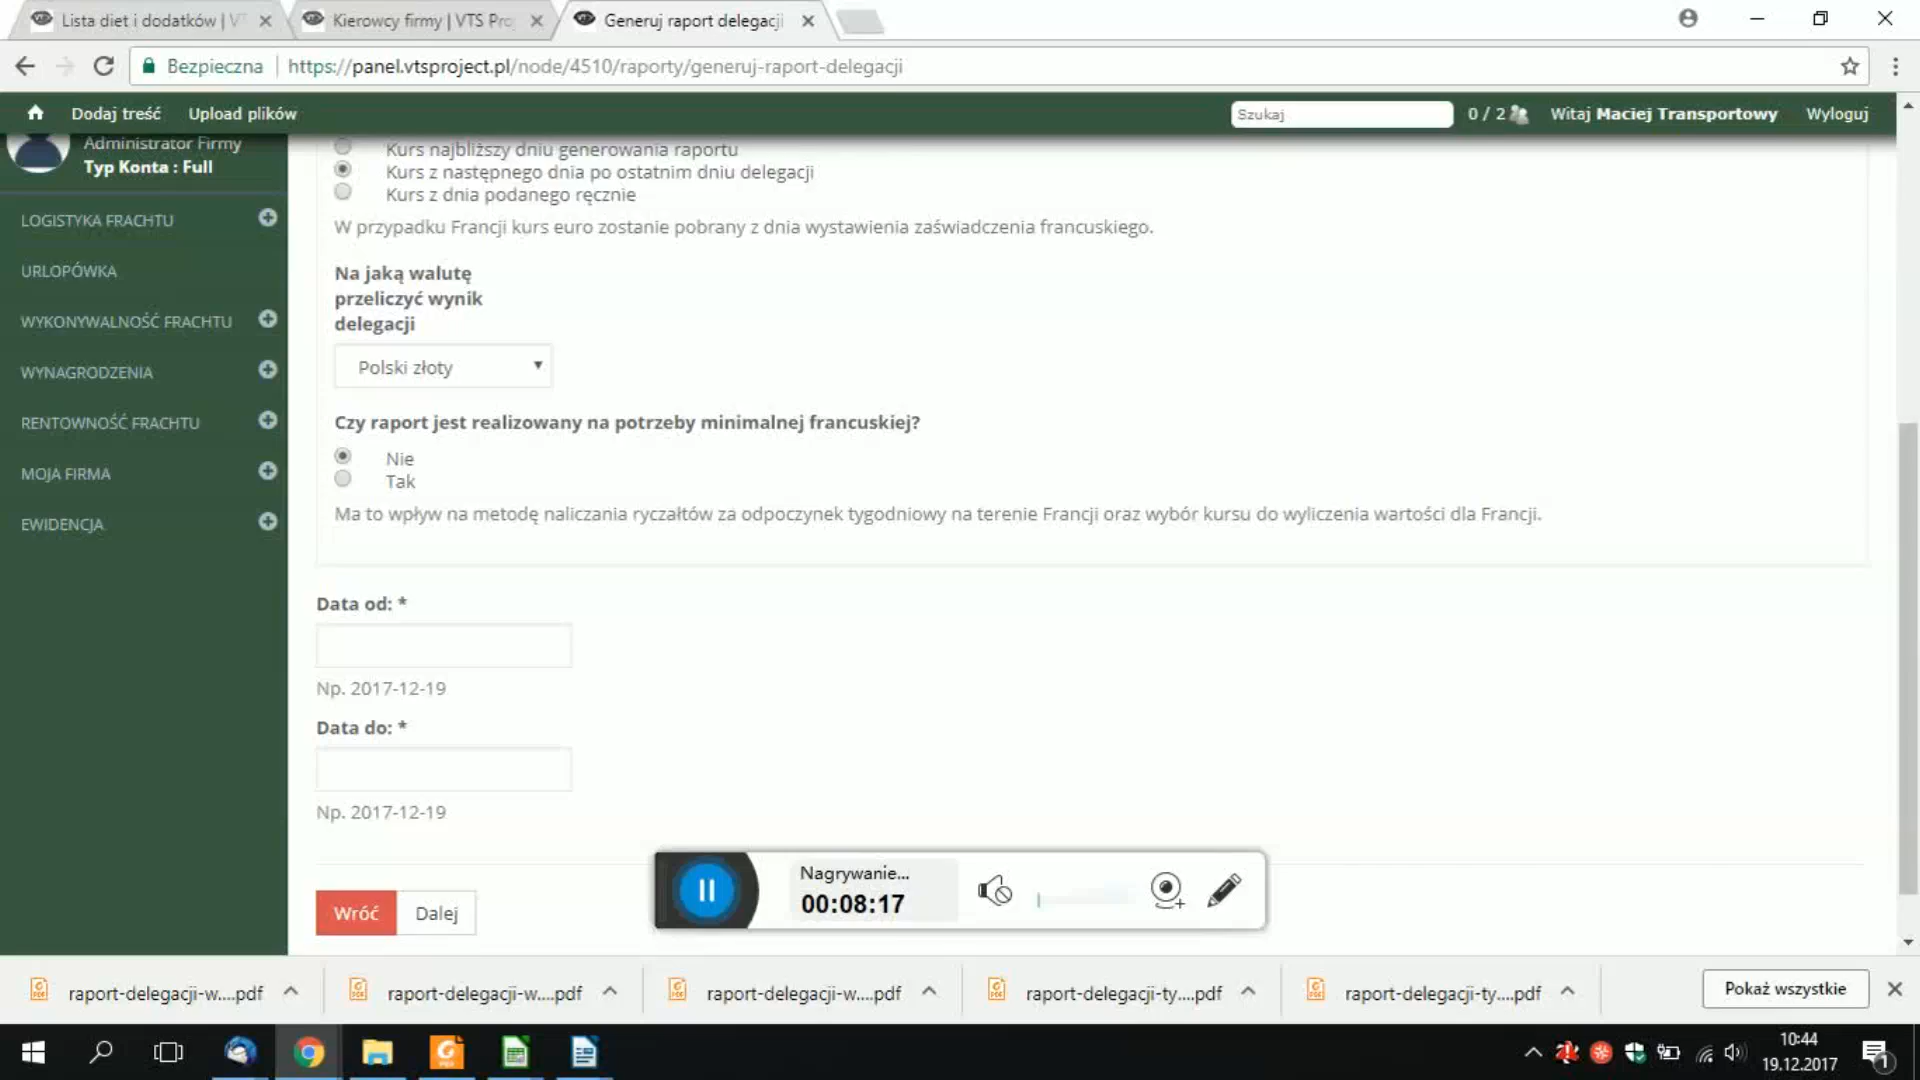 Lista diet i dodatków | VT
Kierowcy firmy | VTS Pro
Generuj raport delegacji
Bezpieczna
https://panel.vtsproject.pl/node/4510/raporty/generuj-raport-delegacji
Dodaj treść
Upload plików
Szukaj
0 / 2
Witaj Maciej Transportowy
Wyloguj
Administrator Firmy
Typ Konta : Full
LOGISTYKA FRACHTU
URLOPÓWKA
WYKONYWALNOŚĆ FRACHTU
WYNAGRODZENIA
RENTOWNOŚĆ FRACHTU
MOJA FIRMA
EWIDENCJA
Kurs najbliższy dniu generowania raportu
Kurs z następnego dnia po ostatnim dniu delegacji
Kurs z dnia podanego ręcznie
W przypadku Francji kurs euro zostanie pobrany z dnia wystawienia zaświadczenia francuskiego.
Na jaką walutę
przeliczyć wynik
delegacji
Polski złoty
Czy raport jest realizowany na potrzeby minimalnej francuskiej?
Nie
Tak
Ma to wpływ na metodę naliczania ryczałtów za odpoczynek tygodniowy na terenie Francji oraz wybór kursu do wyliczenia wartości dla Francji.
Data od: *
Np. 2017-12-19
Data do: *
Np. 2017-12-19
Wróć
Dalej
Nagrywanie...
00:08:17
raport-delegacji-w....pdf
raport-delegacji-w....pdf
raport-delegacji-w....pdf
raport-delegacji-ty....pdf
raport-delegacji-ty....pdf
Pokaż wszystkie
10:44
19.12.2017
1